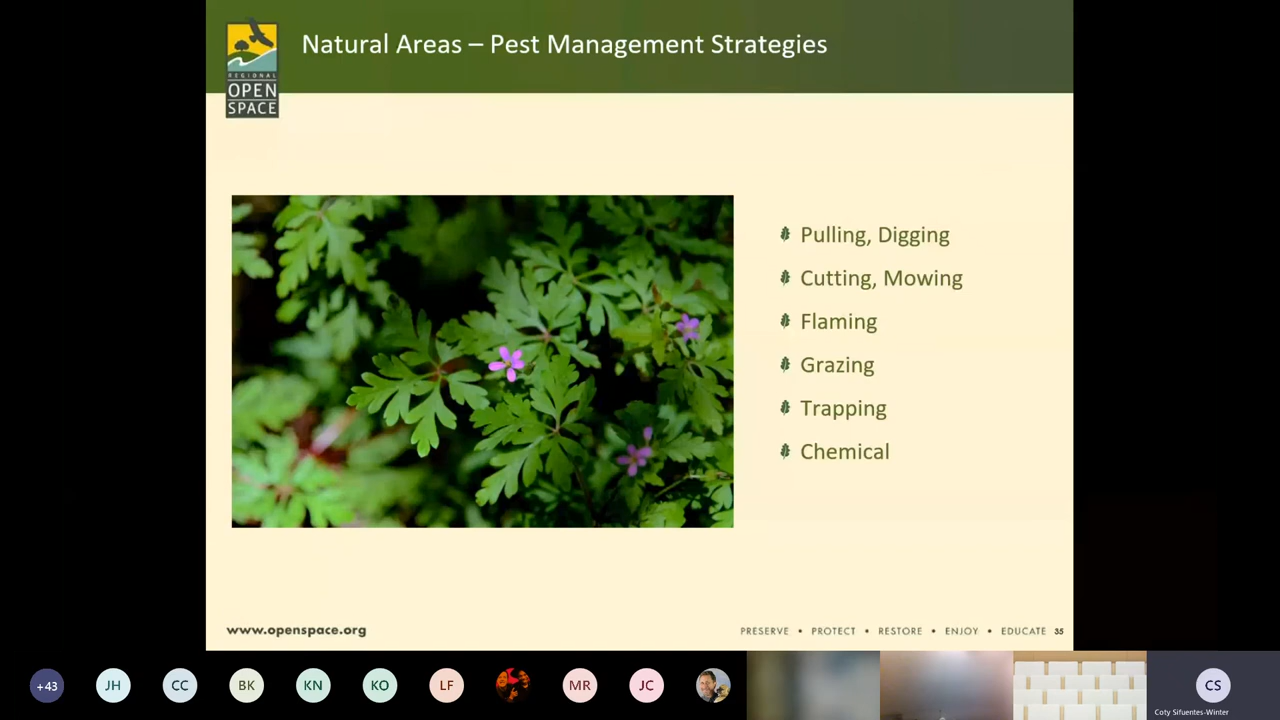 Natural Areas – Pest Management Strategies
REGIONAL
OPEN
SPACE
Pulling, Digging
Cutting, Mowing
Flaming
Grazing
Trapping
Chemical
www.openspace.org
PRESERVE • PROTECT • RESTORE • ENJOY • EDUCATE 35
+43 JH CC BK KN KO LF MR JC CS
Coty Sifuentes-Winter